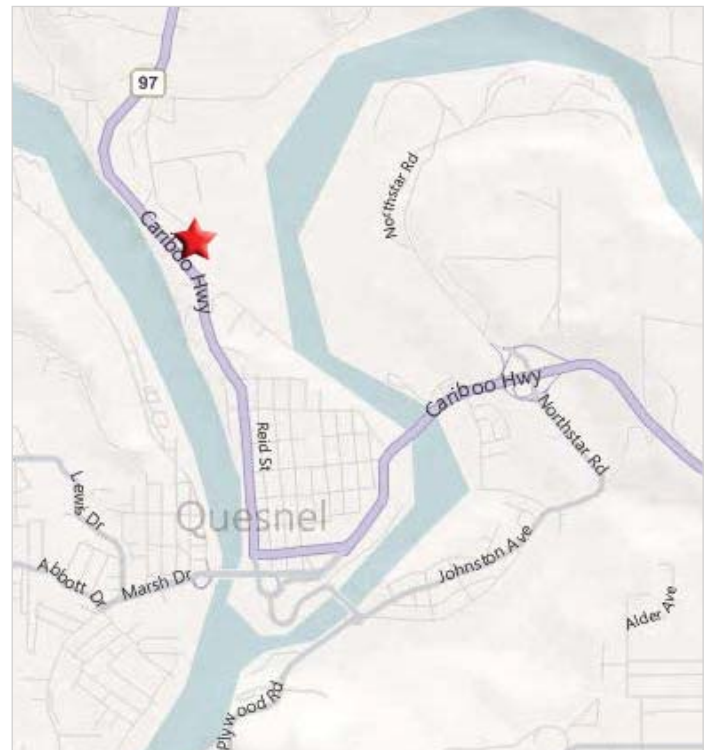 97
Northstar Rd
Cariboo Hwy
Cariboo Hwy
Northstar Rd
Reid St
Lewis Dr
Quesnel
Abbott Dr
Marsh Dr
Johnston Ave
Alder Ave
Plywood Rd